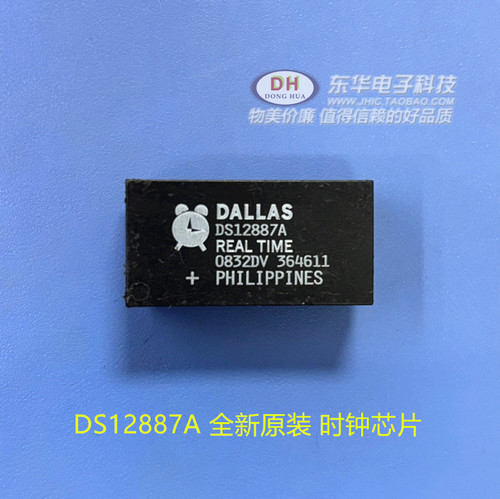 DH
DONG HUA
东华电子科技
WWW.JHIC.TAOBAO.COM
物美价廉 值得信赖的好品质
DALLAS
DS12887A
REAL TIME
0832DV 364611
+ PHILIPPINES
DS12887A 全新原装 时钟芯片